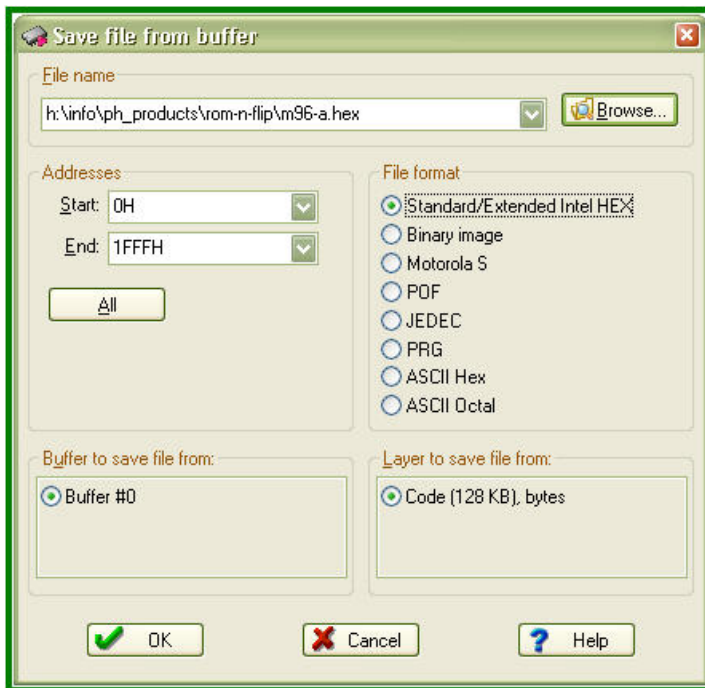 Save file from buffer
File name
h:\info\ph_products\rom-n-flip\m96-a.hex
Browse...
Addresses
Start: 0H
End: 1FFFH
All
File format
Standard/Extended Intel HEX
Binary image
Motorola S
POF
JEDEC
PRG
ASCII Hex
ASCII Octal
Buffer to save file from:
Buffer #0
Layer to save file from:
Code (128 KB), bytes
OK
Cancel
Help